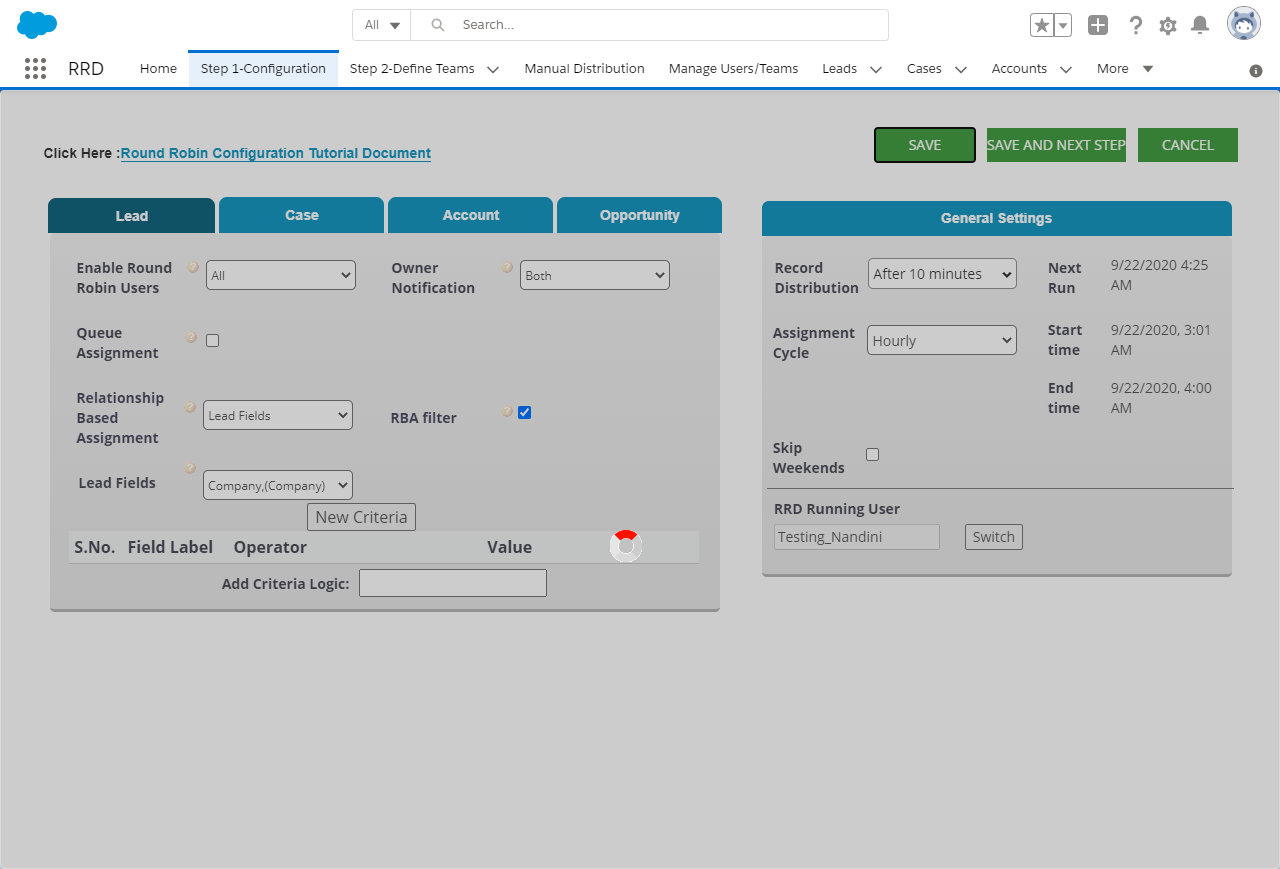 All
Search...
RRD
Home
Step 1-Configuration
Step 2-Define Teams
Manual Distribution
Manage Users/Teams
Leads
Cases
Accounts
More
Click Here :Round Robin Configuration Tutorial Document
SAVE
SAVE AND NEXT STEP
CANCEL
Lead
Case
Account
Opportunity
Enable Round
Robin Users
All
Owner
Notification
Both
Queue
Assignment
Relationship
Based
Assignment
Lead Fields
RBA filter
Lead Fields
Company,(Company)
New Criteria
S.No. Field Label Operator Value
Add Criteria Logic:
General Settings
Record
Distribution
After 10 minutes
Next
Run
9/22/2020 4:25
AM
Assignment
Cycle
Hourly
Start
time
9/22/2020, 3:01
AM
End
time
9/22/2020, 4:00
AM
Skip
Weekends
RRD Running User
Testing_Nandini
Switch